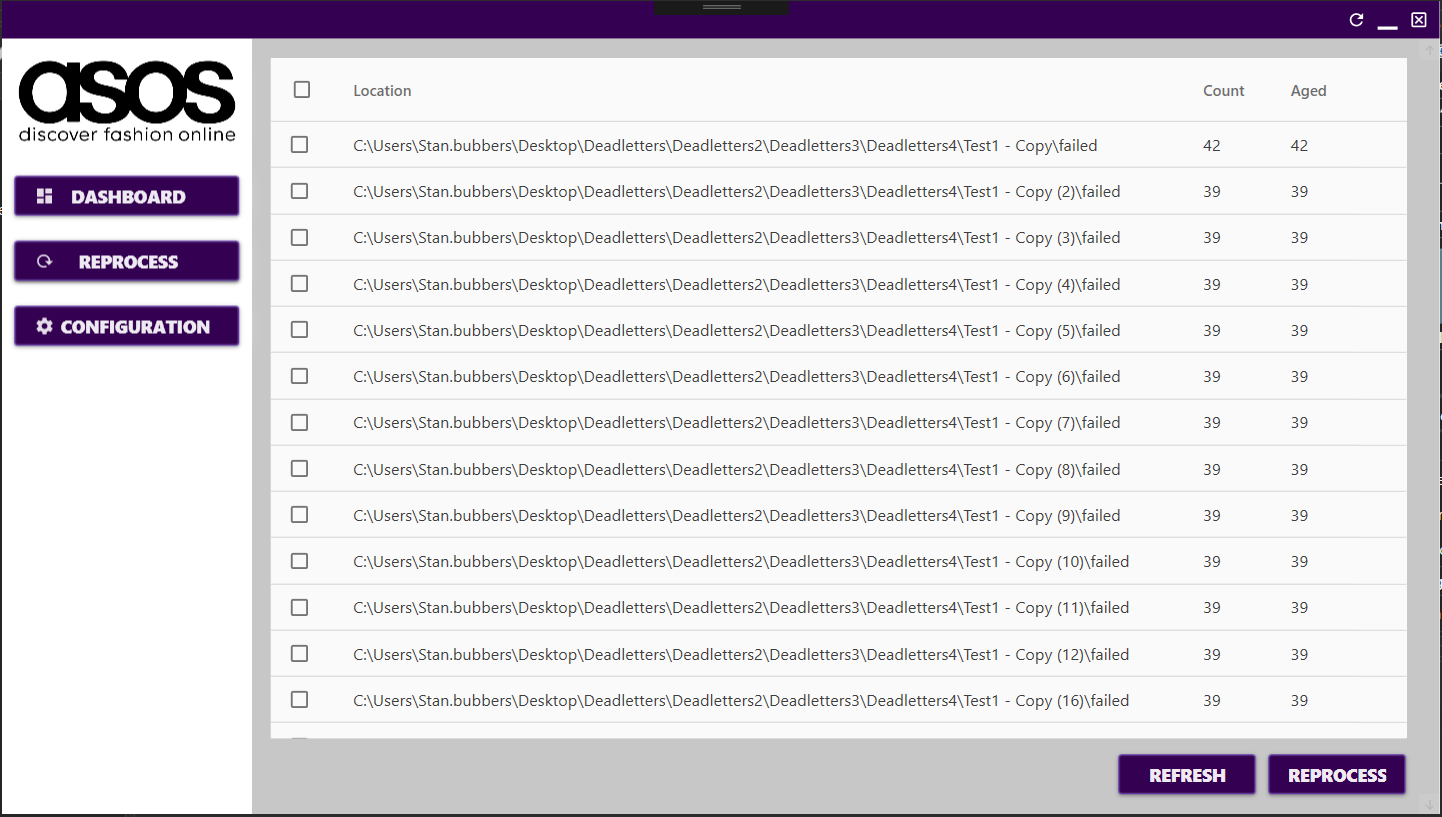 asos
discover fashion online
DASHBOARD
REPROCESS
CONFIGURATION
Location Count Aged
C:\Users\Stan.bubbers\Desktop\Deadletters\Deadletters2\Deadletters3\Deadletters4\Test1 - Copy\failed 42 42
C:\Users\Stan.bubbers\Desktop\Deadletters\Deadletters2\Deadletters3\Deadletters4\Test1 - Copy (2)\failed 39 39
C:\Users\Stan.bubbers\Desktop\Deadletters\Deadletters2\Deadletters3\Deadletters4\Test1 - Copy (3)\failed 39 39
C:\Users\Stan.bubbers\Desktop\Deadletters\Deadletters2\Deadletters3\Deadletters4\Test1 - Copy (4)\failed 39 39
C:\Users\Stan.bubbers\Desktop\Deadletters\Deadletters2\Deadletters3\Deadletters4\Test1 - Copy (5)\failed 39 39
C:\Users\Stan.bubbers\Desktop\Deadletters\Deadletters2\Deadletters3\Deadletters4\Test1 - Copy (6)\failed 39 39
C:\Users\Stan.bubbers\Desktop\Deadletters\Deadletters2\Deadletters3\Deadletters4\Test1 - Copy (7)\failed 39 39
C:\Users\Stan.bubbers\Desktop\Deadletters\Deadletters2\Deadletters3\Deadletters4\Test1 - Copy (8)\failed 39 39
C:\Users\Stan.bubbers\Desktop\Deadletters\Deadletters2\Deadletters3\Deadletters4\Test1 - Copy (9)\failed 39 39
C:\Users\Stan.bubbers\Desktop\Deadletters\Deadletters2\Deadletters3\Deadletters4\Test1 - Copy (10)\failed 39 39
C:\Users\Stan.bubbers\Desktop\Deadletters\Deadletters2\Deadletters3\Deadletters4\Test1 - Copy (11)\failed 39 39
C:\Users\Stan.bubbers\Desktop\Deadletters\Deadletters2\Deadletters3\Deadletters4\Test1 - Copy (12)\failed 39 39
C:\Users\Stan.bubbers\Desktop\Deadletters\Deadletters2\Deadletters3\Deadletters4\Test1 - Copy (16)\failed 39 39
REFRESH REPROCESS